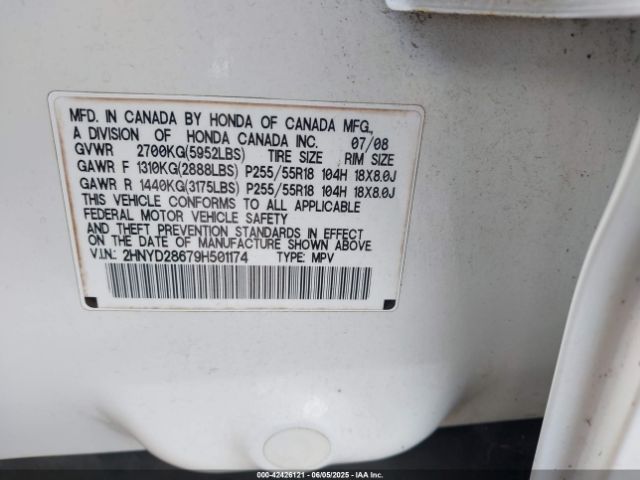 MFD. IN CANADA BY HONDA OF CANADA MFG.,
A DIVISION OF HONDA CANADA INC. 07/08
GVWR 2700KG(5952LBS) TIRE SIZE RIM SIZE
GAWR F 1310KG(2888LBS) P255/55R18 104H 18X8.0J
GAWR R 1440KG(3175LBS) P255/55R18 104H 18X8.0J
THIS VEHICLE CONFORMS TO ALL APPLICABLE
FEDERAL MOTOR VEHICLE SAFETY
AND THEFT PREVENTION STANDARDS IN EFFECT
ON THE DATE OF MANUFACTURE SHOWN ABOVE
V.I.N.: 2HNYD28679H501174 TYPE: MPV
000-42426121 - 06/05/2025 - IAA Inc.